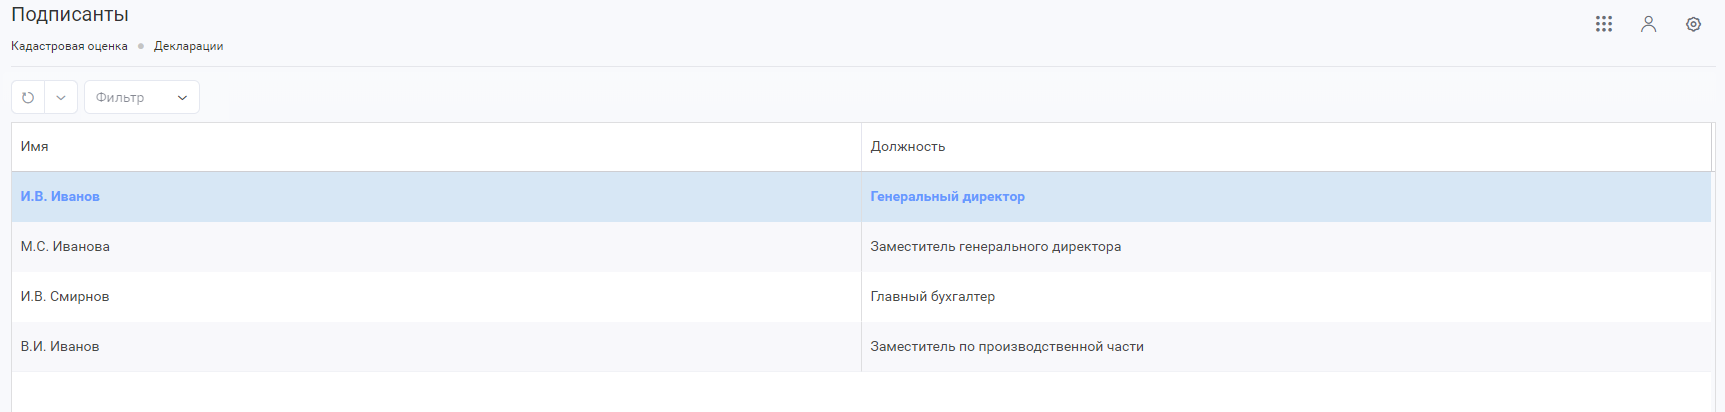 Подписанты
Кадастровая оценка Декларации
Фильтр
Имя Должность
И.В. Иванов Генеральный директор
М.С. Иванова Заместитель генерального директора
И.В. Смирнов Главный бухгалтер
В.И. Иванов Заместитель по производственной части